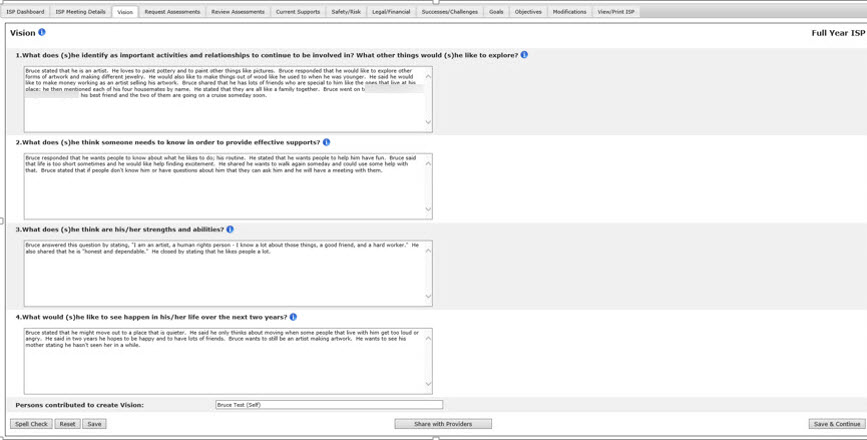 ISP Dashboard ISP Meeting Details Vision Request Assessments Review Assessments Current Supports Safety/Risk Legal/Financial Successes/Challenges Goals Objectives Modifications View/Print ISP
Vision Full Year ISP
1.What does (s)he identify as important activities and relationships to continue to be involved in? What other things would (s)he like to explore?
Bruce stated that he is an artist. He loves to paint pottery and to paint other things like pictures. Bruce responded that he would like to explore other
forms of artwork and making different jewelry. He would also like to make things out of wood like he used to when he was younger. He said he would
like to make money working as an artist selling his artwork. Bruce shared that he has lots of friends who are special to him like the ones that live at his
place; he then mentioned each of his four housemates by name. He stated that they are all like a family together. Bruce went on t
his best friend and the two of them are going on a cruise someday soon.
2.What does (s)he think someone needs to know in order to provide effective supports?
Bruce responded that he wants people to know about what he likes to do; his routine. He stated that he wants people to help him have fun. Bruce said
that life is too short sometimes and he would like help finding excitement. He shared he wants to walk again someday and could use some help with
that. Bruce stated that if people don't know him or have questions about him that they can ask him and he will have a meeting with them.
3.What does (s)he think are his/her strengths and abilities?
Bruce answered this question by stating, "I am an artist, a human rights person - I know a lot about those things, a good friend, and a hard worker." He
also shared that he is "honest and dependable." He closed by stating that he likes people a lot.
4.What would (s)he like to see happen in his/her life over the next two years?
Bruce stated that he might move out to a place that is quieter. He said he only thinks about moving when some people that live with him get too loud or
angry. He said in two years he hopes to be happy and to have lots of friends. Bruce wants to still be an artist making artwork. He wants to see his
mother stating he hasn't seen her in a while.
Persons contributed to create Vision: Bruce Test (Self)
Spell Check Reset Save Share with Providers Save & Continue